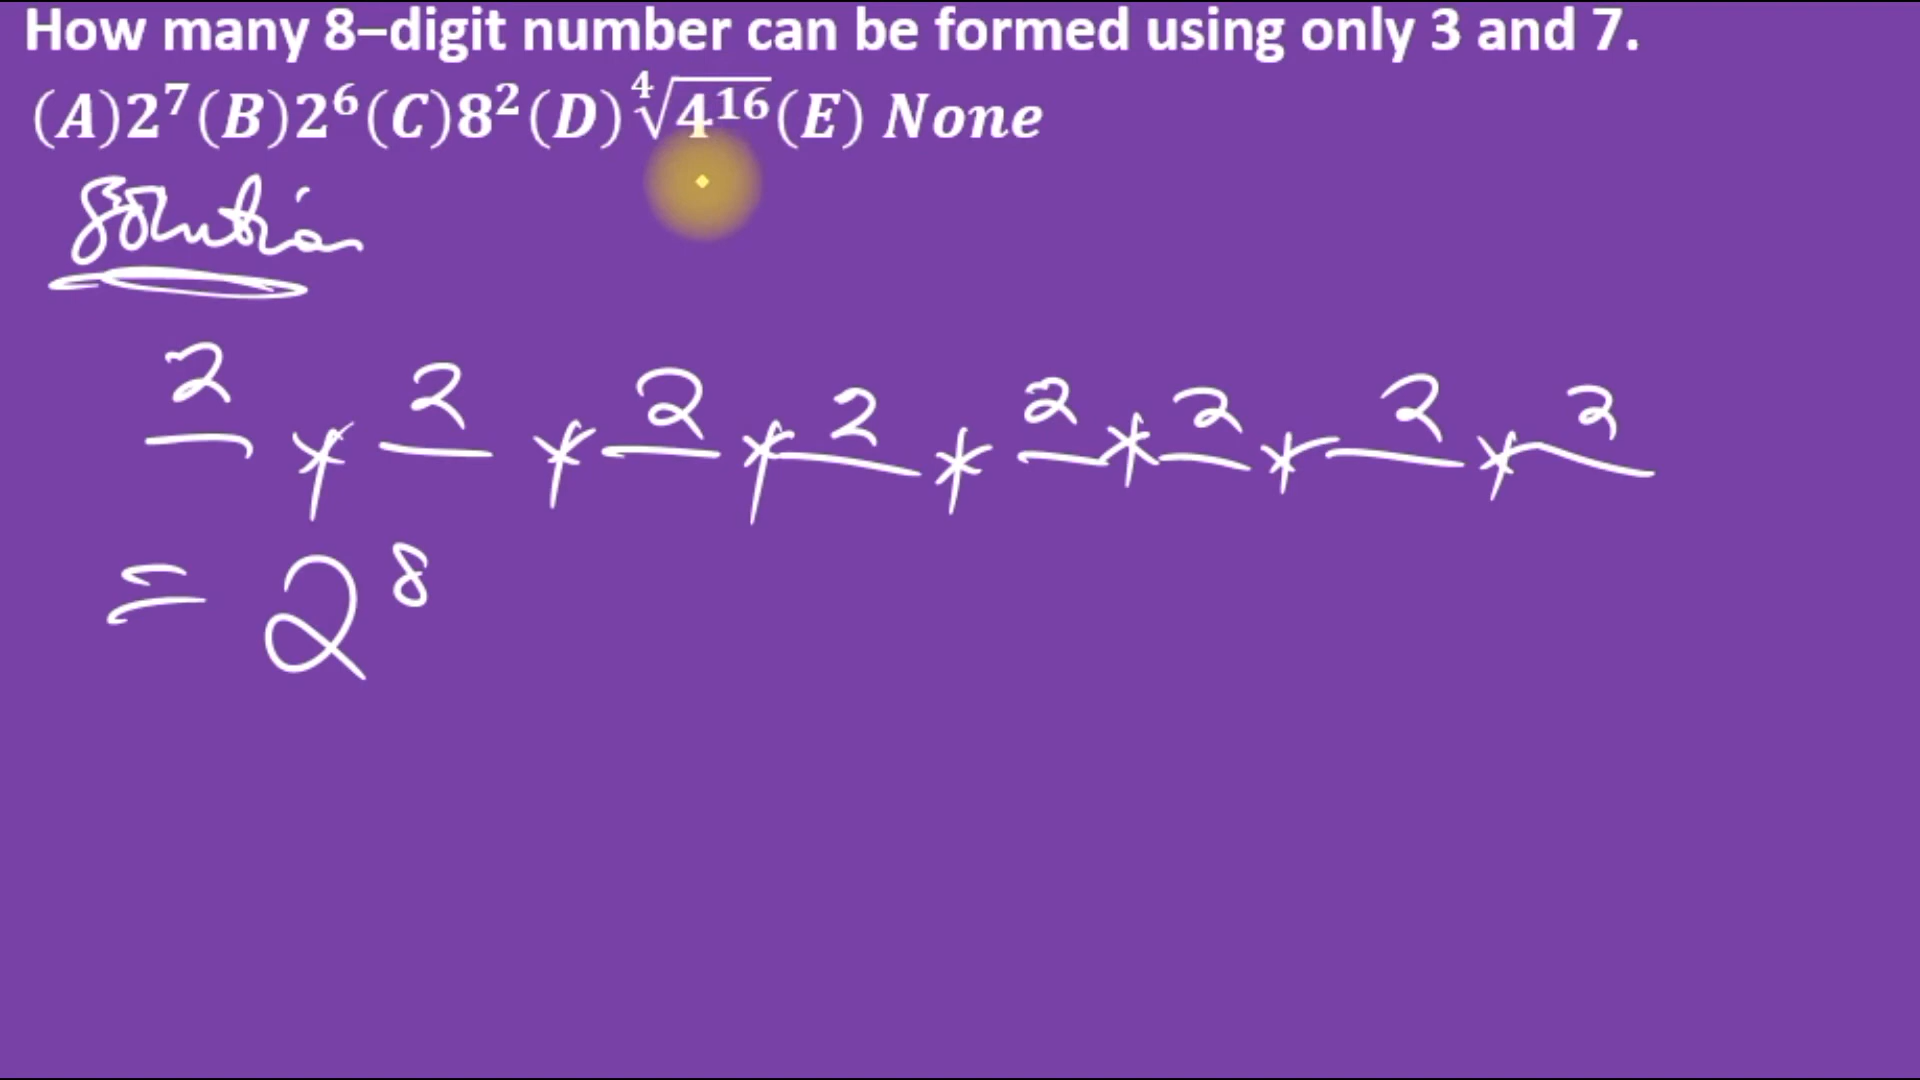 How many 8–digit number can be formed using only 3 and 7.
(A)2⁷(B)2⁶(C)8²(D)∜4¹⁶(E) None
Solution
2 * 2 * 2 * 2 * 2 * 2 * 2 * 2
= 2⁸